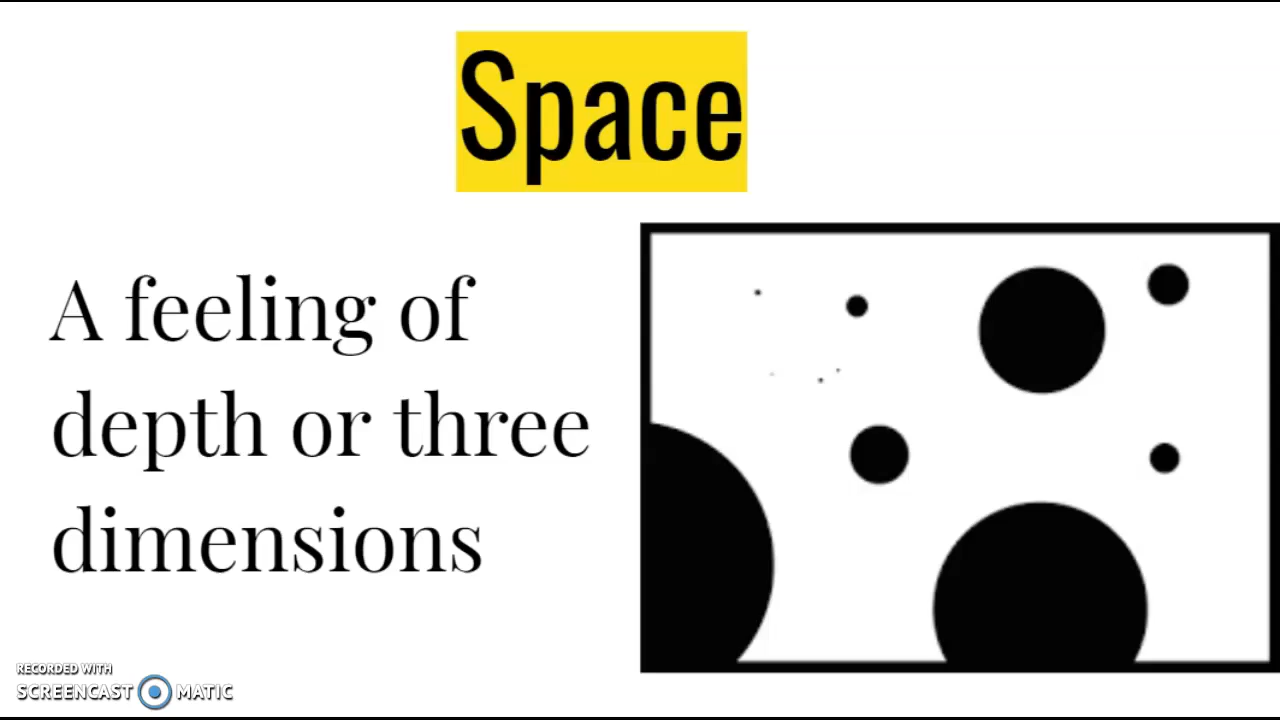 Space
A feeling of
depth or three
dimensions
RECORDED WITH
SCREENCAST MATIC